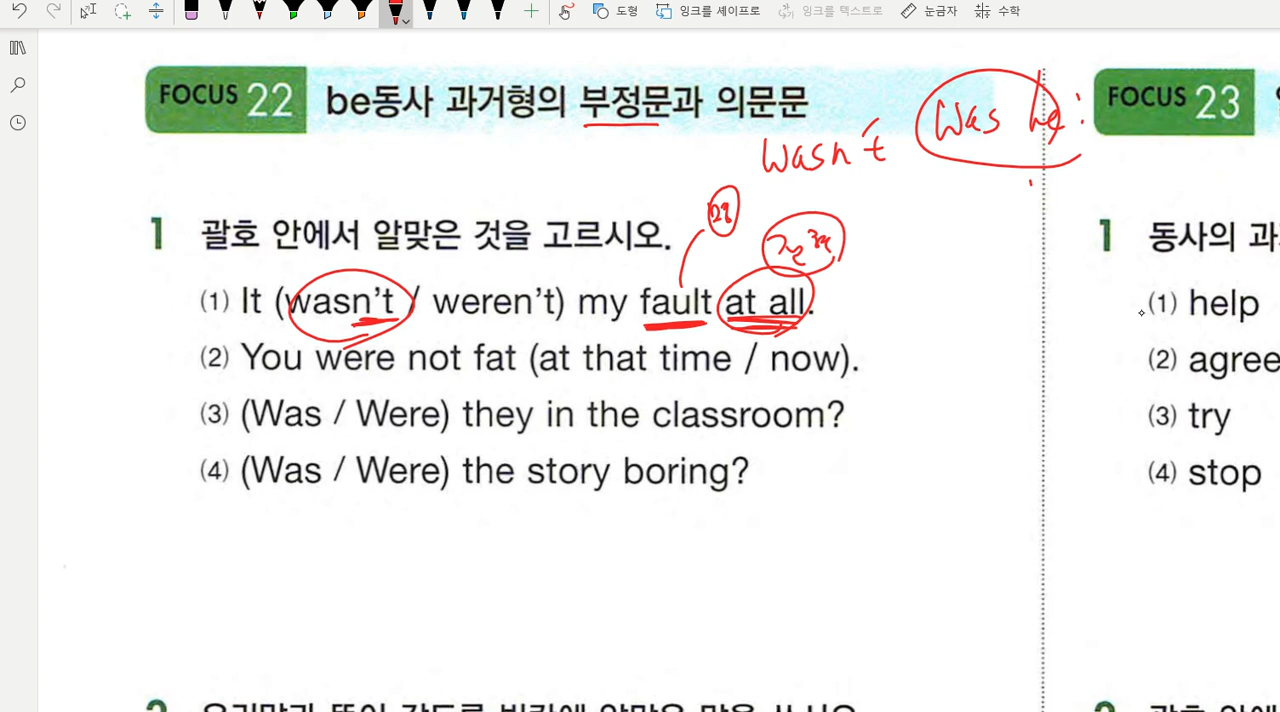 도형 잉크를 셰이프로 잉크를 텍스트로 눈금자 수학
FOCUS 22 be동사 과거형의 부정문과 의문문
wasn't
Was he
1 괄호 안에서 알맞은 것을 고르시오.
잘못
전혀
(1) It (wasn't / weren't) my fault at all.
(2) You were not fat (at that time / now).
(3) (Was / Were) they in the classroom?
(4) (Was / Were) the story boring?
FOCUS 23
1 동사의
(1) help
(2) agree
(3) try
(4) stop